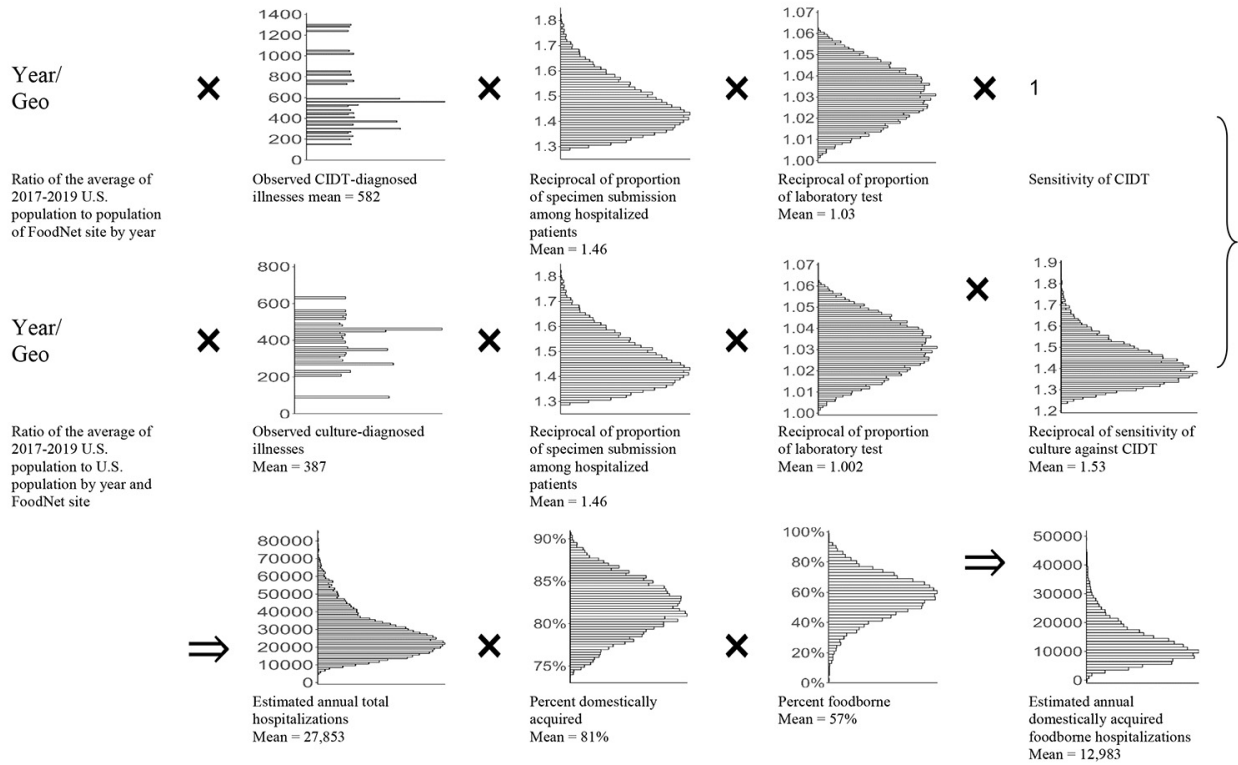 1400
1200
1000
800
600
400
200
0
1.8
1.7
1.6
1.5
1.4
1.3
1.07
1.06
1.05
1.04
1.03
1.02
1.01
1.00
Year/
Geo
×
×
×
×
1
Ratio of the average of
2017-2019 U.S.
population to population
of FoodNet site by year
Observed CIDT-diagnosed
illnesses mean = 582
Reciprocal of proportion
of specimen submission
among hospitalized
patients
Mean = 1.46
Reciprocal of proportion
of laboratory test
Mean = 1.03
Sensitivity of CIDT
800
600
400
200
0
1.8
1.7
1.6
1.5
1.4
1.3
1.07
1.06
1.05
1.04
1.03
1.02
1.01
1.00
1.9
1.8
1.7
1.6
1.5
1.4
1.3
1.2
Year/
Geo
×
×
×
×
Ratio of the average of
2017-2019 U.S.
population to U.S.
population by year and
FoodNet site
Observed culture-diagnosed
illnesses
Mean = 387
Reciprocal of proportion
of specimen submission
among hospitalized
patients
Mean = 1.46
Reciprocal of proportion
of laboratory test
Mean = 1.002
Reciprocal of sensitivity of
culture against CIDT
Mean = 1.53
80000
70000
60000
50000
40000
30000
20000
10000
0
90%
85%
80%
75%
100%
80%
60%
40%
20%
0%
50000
40000
30000
20000
10000
0
⇒
×
×
⇒
Estimated annual total
hospitalizations
Mean = 27,853
Percent domestically
acquired
Mean = 81%
Percent foodborne
Mean = 57%
Estimated annual
domestically acquired
foodborne hospitalizations
Mean = 12,983